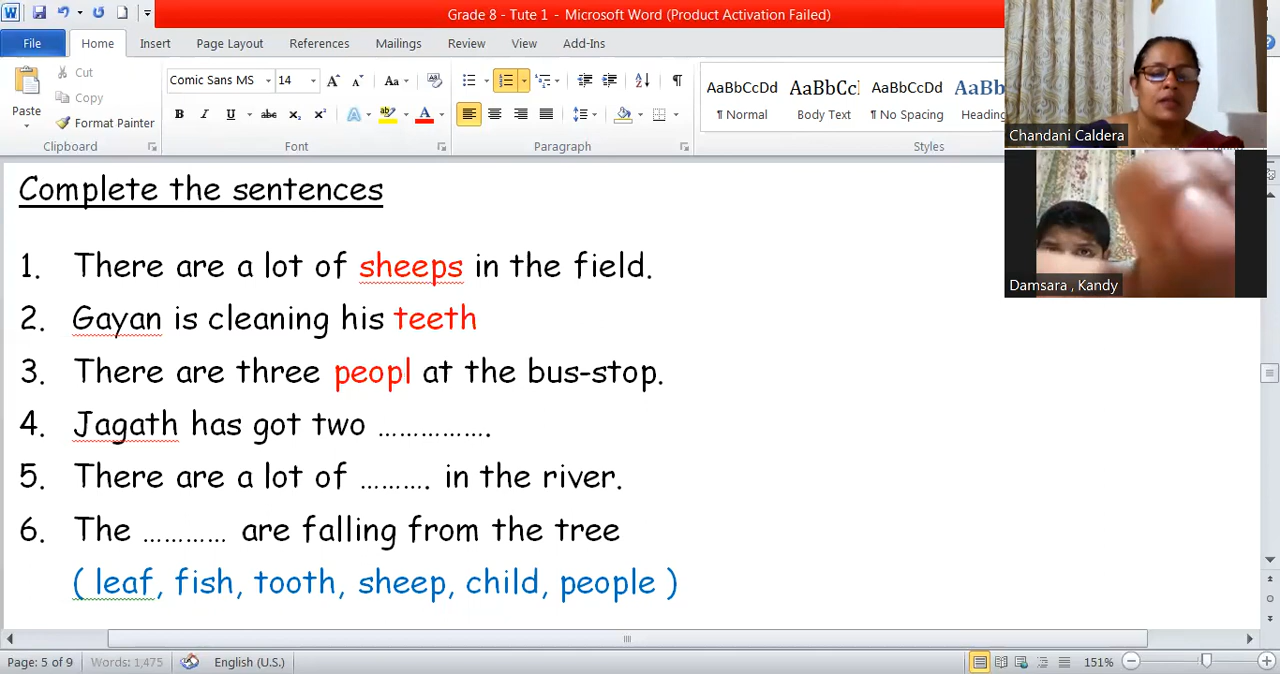 Grade 8 - Tute 1 - Microsoft Word (Product Activation Failed)
File Home Insert Page Layout References Mailings Review View Add-Ins
Paste
Cut
Copy
Format Painter
Clipboard
Comic Sans MS 14
Font
Paragraph
AaBbCcDd AaBbCcI AaBbCcDd AaBbC
¶ Normal Body Text ¶ No Spacing Heading
Styles
Chandani Caldera
Damsara , Kandy
Complete the sentences
1. There are a lot of sheeps in the field.
2. Gayan is cleaning his teeth
3. There are three peopl at the bus-stop.
4. Jagath has got two …………….
5. There are a lot of ………. in the river.
6. The ………… are falling from the tree
( leaf, fish, tooth, sheep, child, people )
Page: 5 of 9 Words: 1,475 English (U.S.) 151%